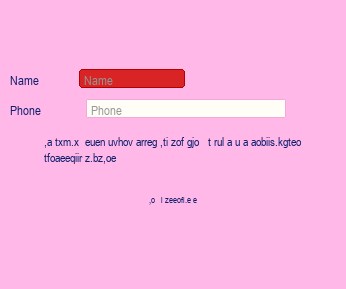 Name Name
Phone Phone
,a txm.x euen uvhov arreg ,ti zof gjo t rul a u a aobiis.kgteo
tfoaeeqiir z.bz,oe
,o i zeeofi.e e